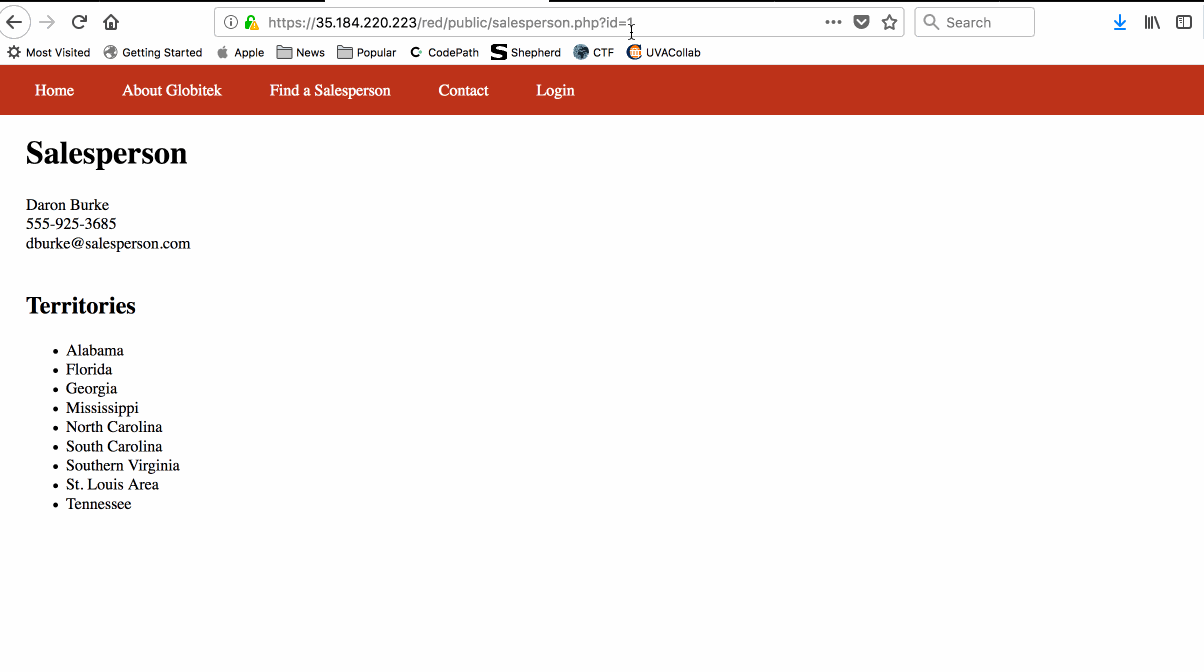 https://35.184.220.223/red/public/salesperson.php?id=1
Search
Most Visited Getting Started Apple News Popular CodePath Shepherd CTF UVACollab
Home About Globitek Find a Salesperson Contact Login
Salesperson
Daron Burke
555-925-3685
dburke@salesperson.com
Territories
• Alabama
• Florida
• Georgia
• Mississippi
• North Carolina
• South Carolina
• Southern Virginia
• St. Louis Area
• Tennessee